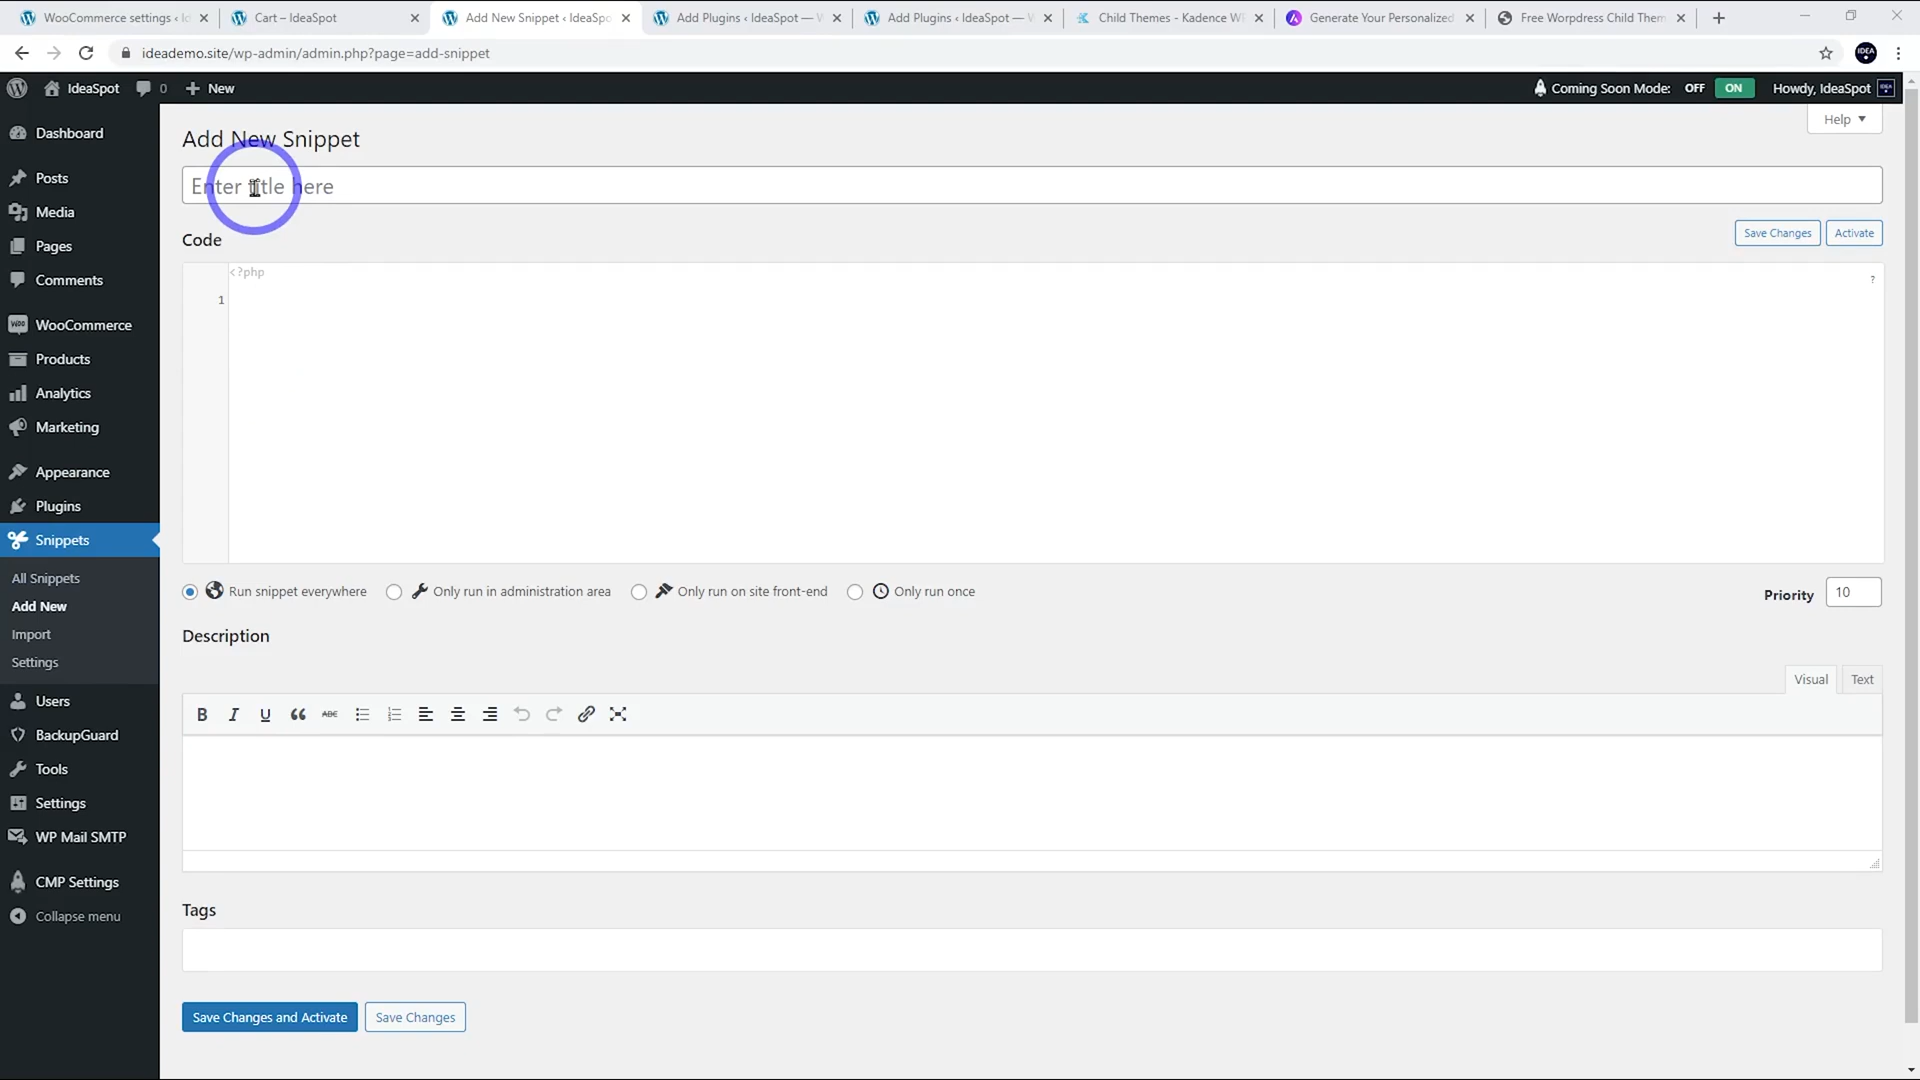 WooCommerce settings ‹ I
Cart – IdeaSpot
Add New Snippet ‹ IdeaSpo
Add Plugins ‹ IdeaSpot — V
Add Plugins ‹ IdeaSpot — V
Child Themes - Kadence W
Generate Your Personalized
Free Worpdress Child Them
ideademo.site/wp-admin/admin.php?page=add-snippet
IDEA
IdeaSpot
0
New
Coming Soon Mode:
OFF
ON
Howdy, IdeaSpot
Dashboard
Posts
Media
Pages
Comments
WooCommerce
Products
Analytics
Marketing
Appearance
Plugins
Snippets
All Snippets
Add New
Import
Settings
Users
BackupGuard
Tools
Settings
WP Mail SMTP
CMP Settings
Collapse menu
Help
Add New Snippet
Enter title here
Code
Save Changes
Activate
<?php
?
1
Run snippet everywhere
Only run in administration area
Only run on site front-end
Only run once
Priority
10
Description
Visual
Text
B I U ABC
Tags
Save Changes and Activate
Save Changes